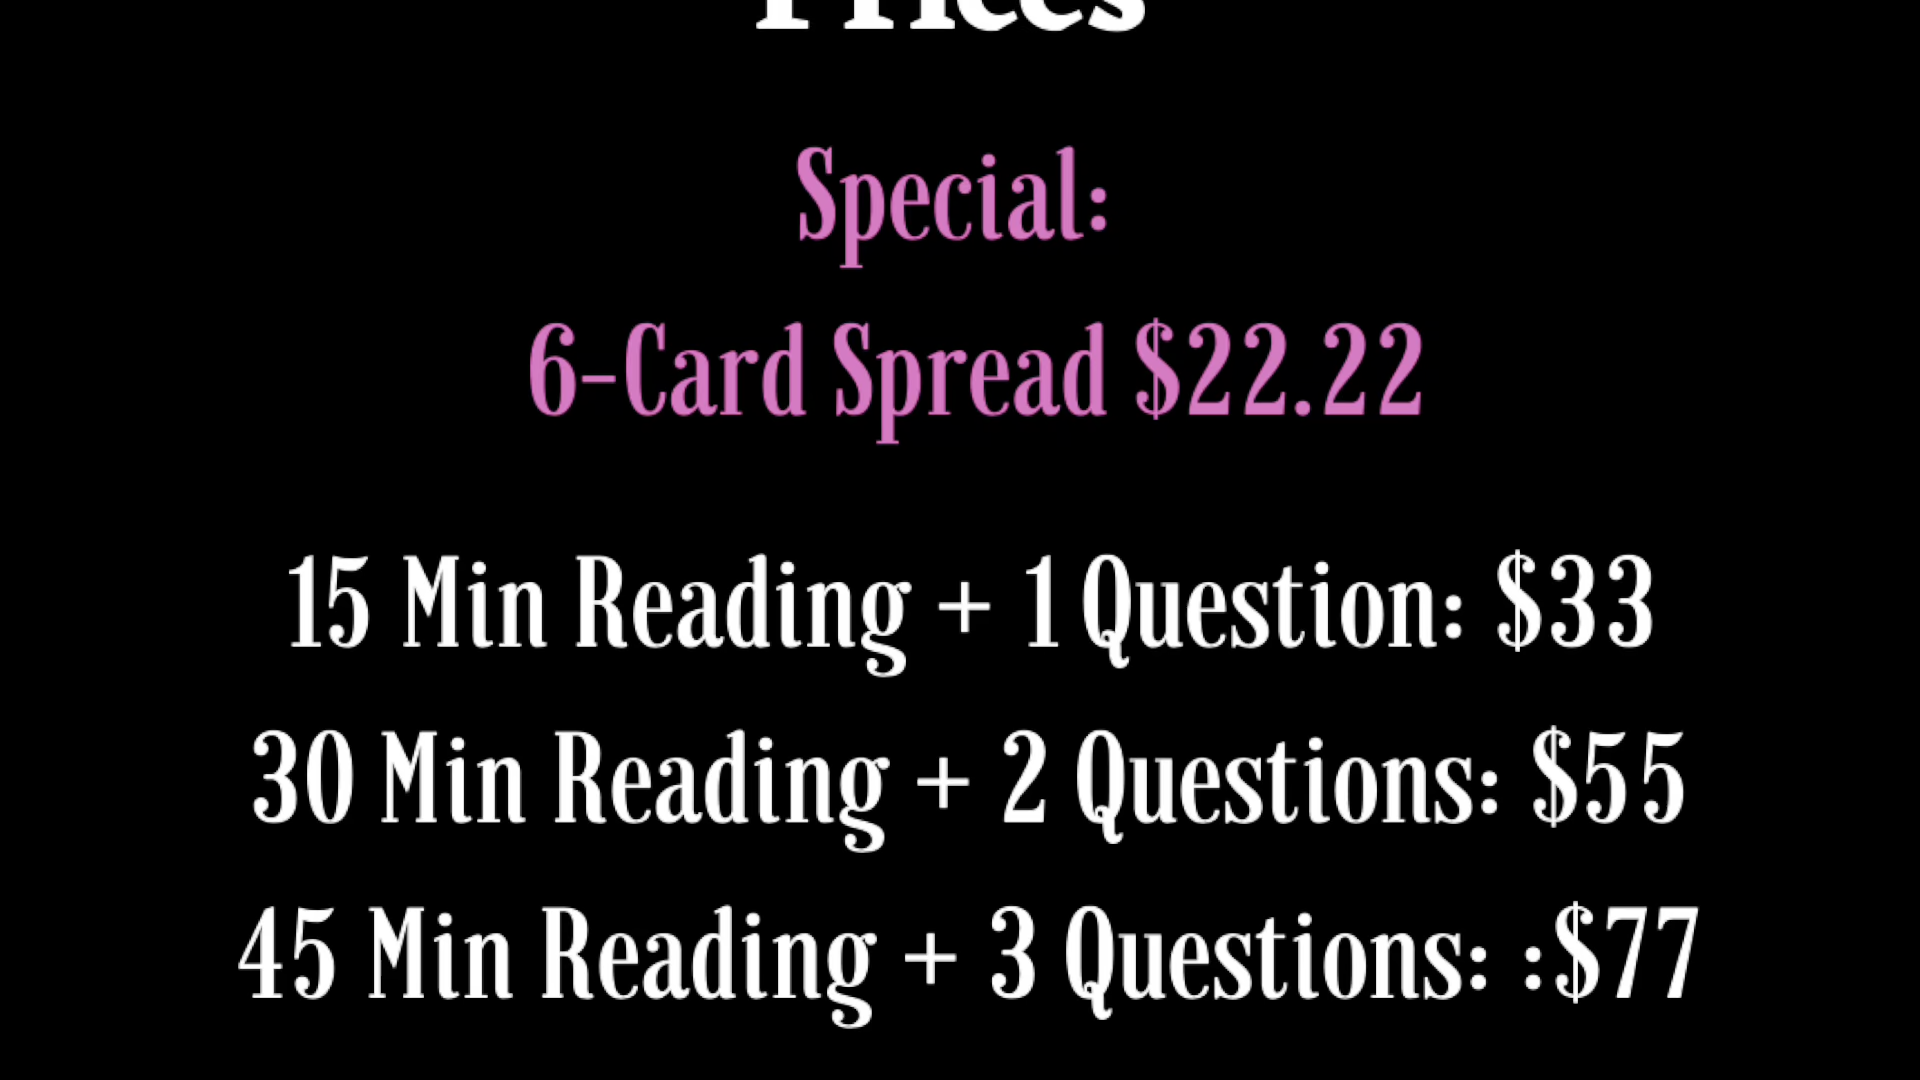 Prices
Special:
6-Card Spread $22.22
15 Min Reading + 1 Question: $33
30 Min Reading + 2 Questions: $55
45 Min Reading + 3 Questions: :$77